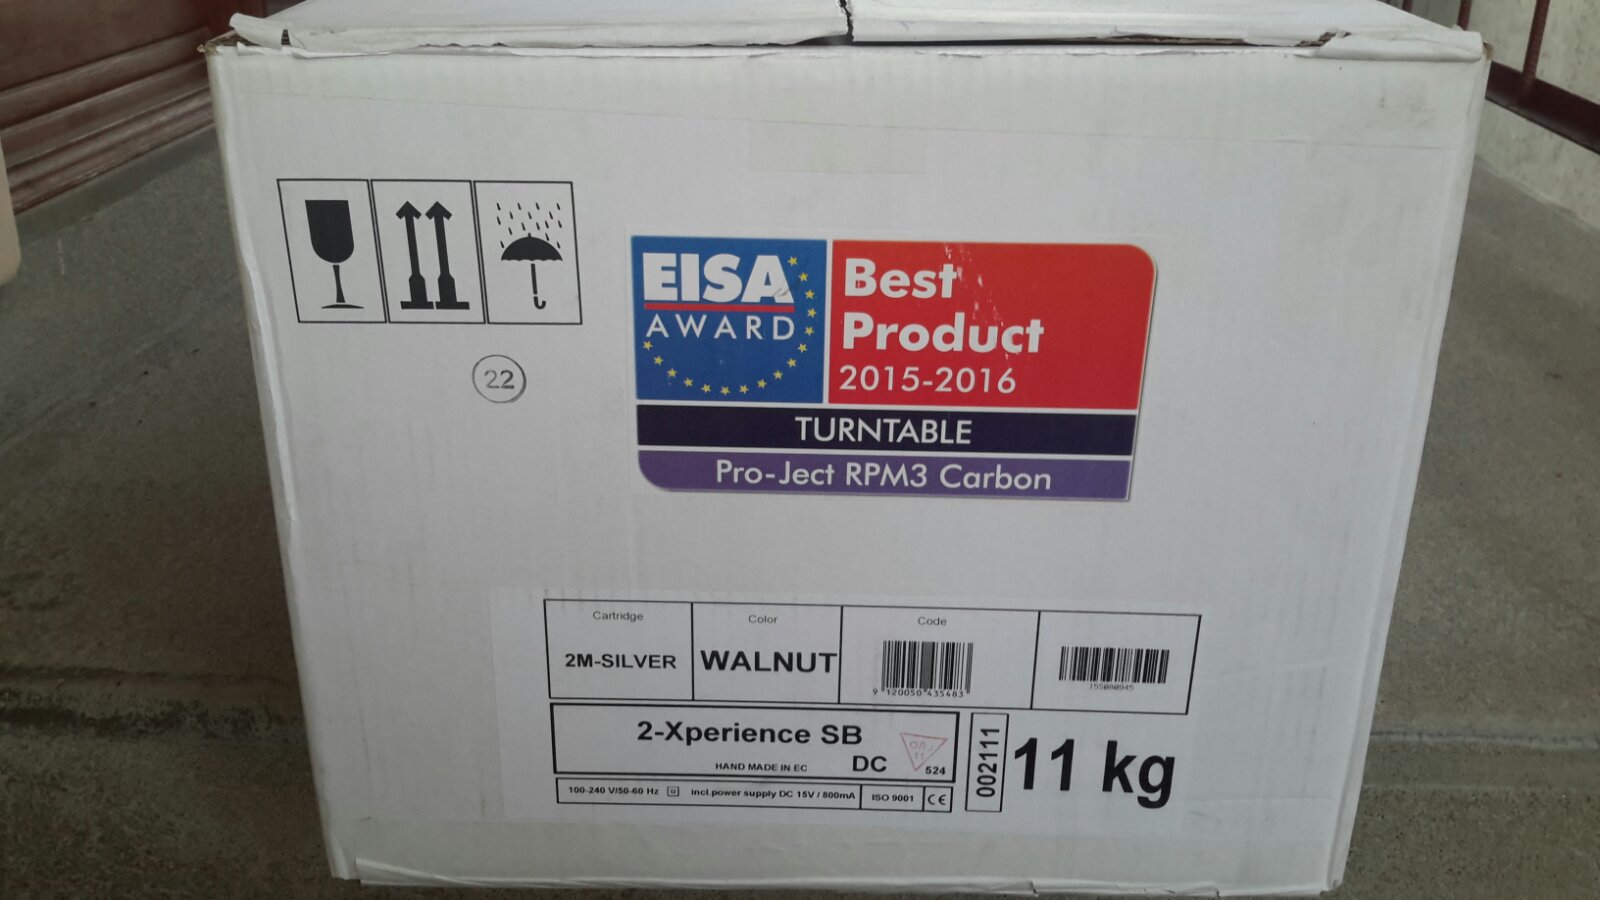 22
EISA
AWARD
Best
Product
2015-2016
TURNTABLE
Pro-Ject RPM3 Carbon
Cartridge
2M-SILVER
Color
WALNUT
Code
9 120050 435483
2-Xperience SB
DC
HAND MADE IN EC
524
100-240 V/50-60 Hz
incl.power supply DC 15V / 800mA
ISO 9001
CE
002111
11 kg